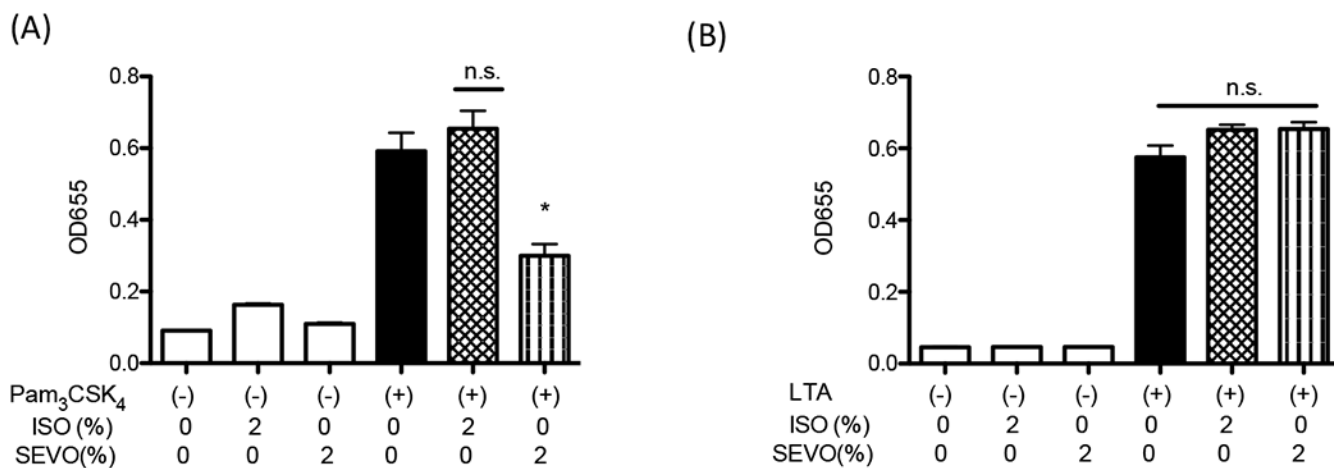 (A)
n.s.
0.8
0.6
OD655
0.4
*
0.2
0.0
Pam₃CSK₄ (-) (-) (-) (+) (+) (+)
ISO (%) 0 2 0 0 2 0
SEVO(%) 0 0 2 0 0 2
(B)
n.s.
0.8
0.6
OD655
0.4
0.2
0.0
LTA (-) (-) (-) (+) (+) (+)
ISO (%) 0 2 0 0 2 0
SEVO(%) 0 0 2 0 0 2